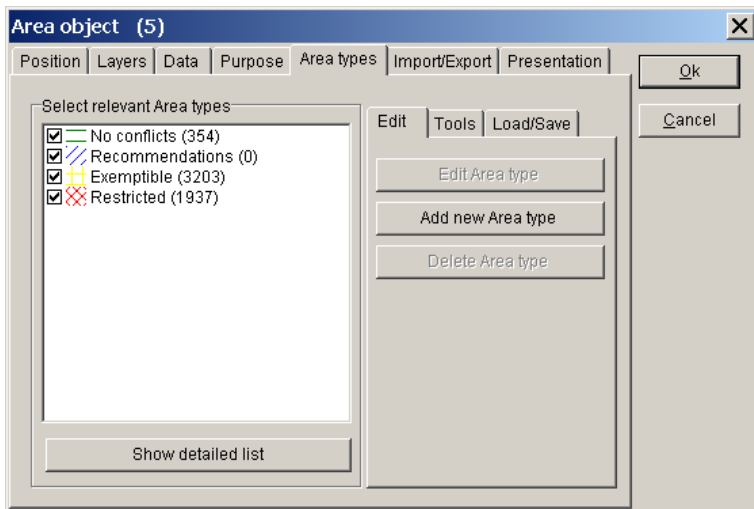 Area object (5)
Position Layers Data Purpose Area types Import/Export Presentation
Ok
Cancel
Select relevant Area types
No conflicts (354)
Recommendations (0)
Exemptible (3203)
Restricted (1937)
Show detailed list
Edit Tools Load/Save
Edit Area type
Add new Area type
Delete Area type